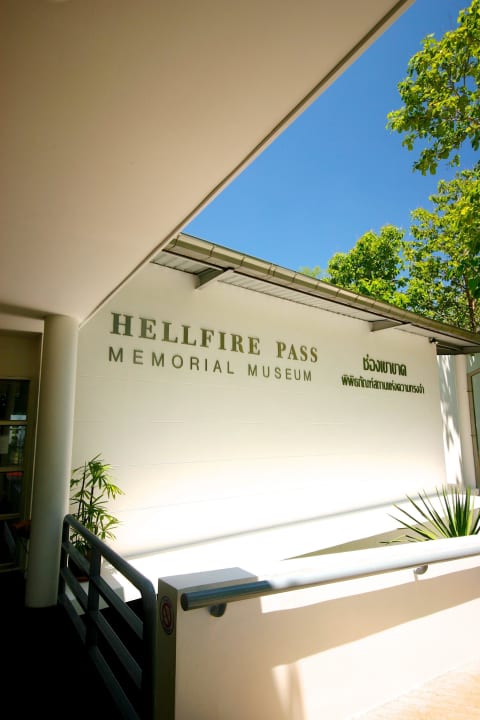 HELLFIRE PASS
MEMORIAL MUSEUM
ช่องเขาขาด
พิพิธภัณฑ์สถานแห่งความทรงจำ